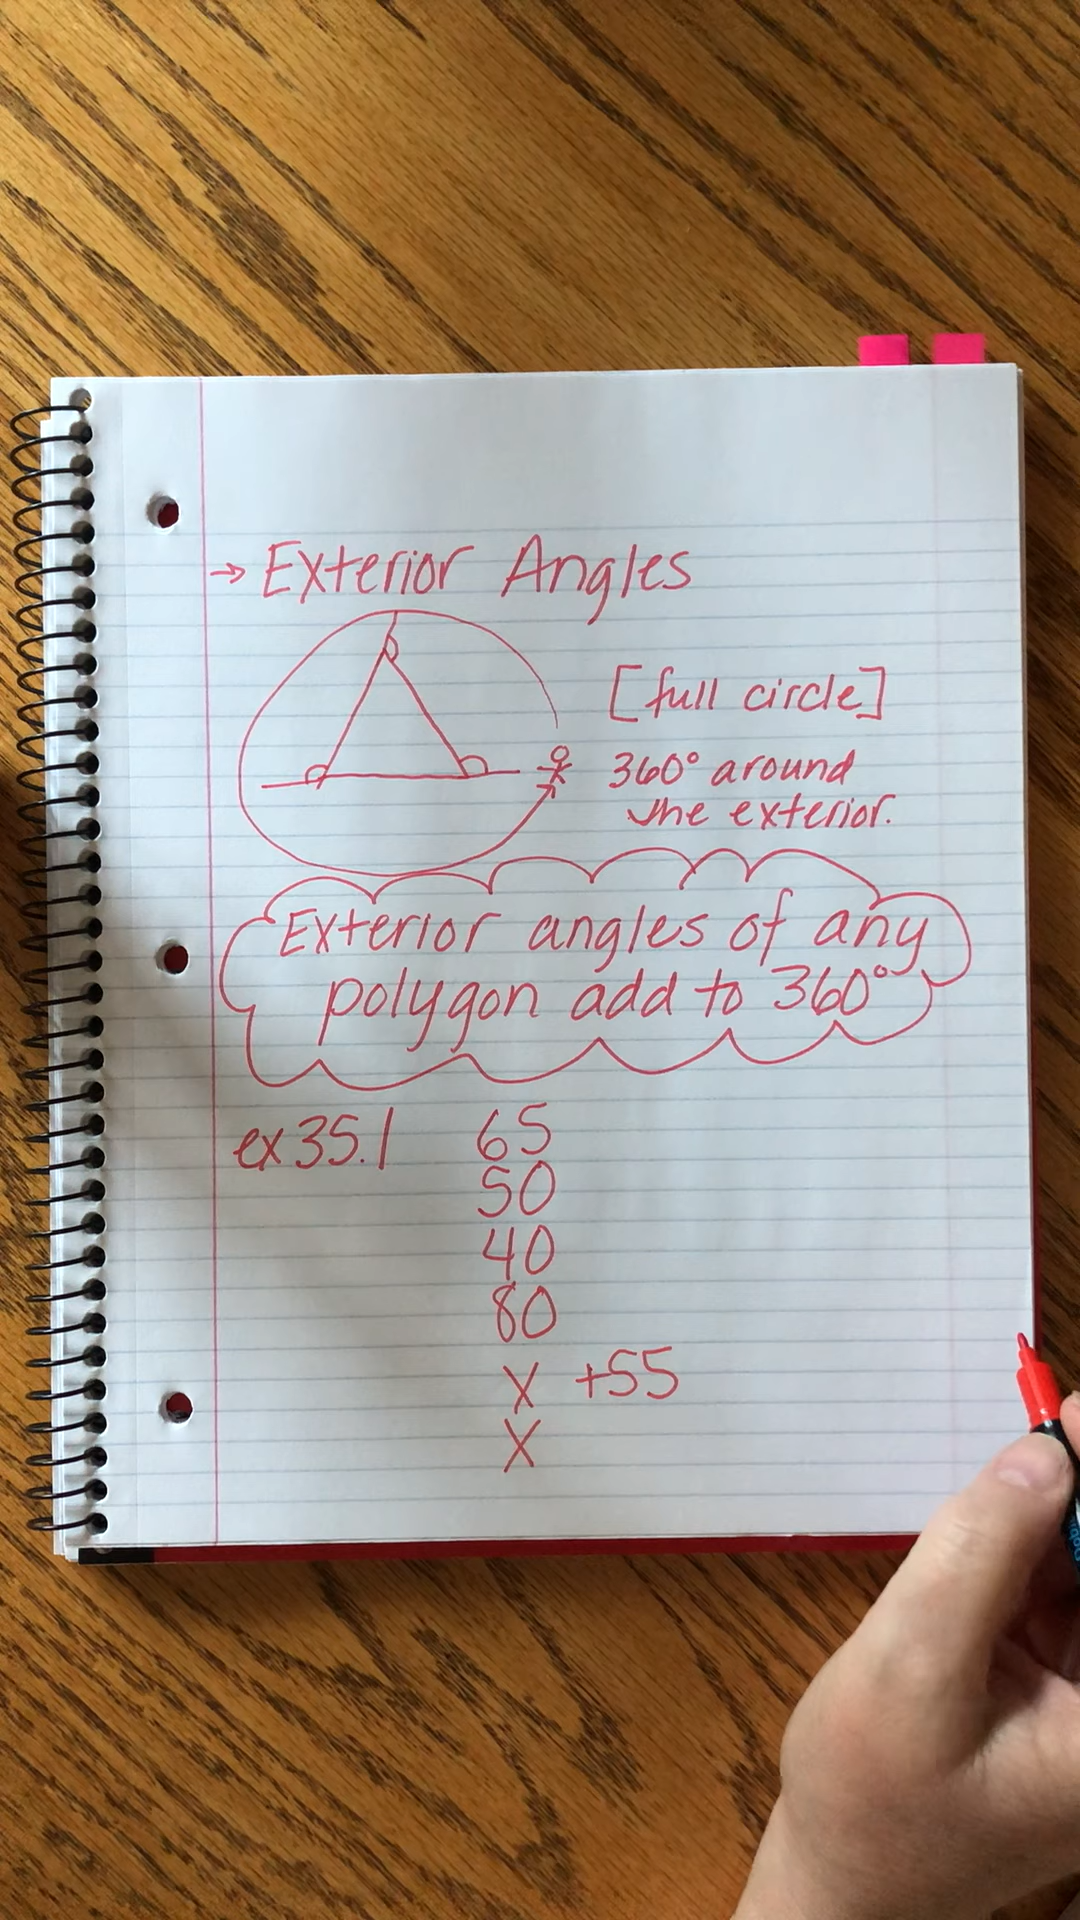 → Exterior Angles
[full circle]
360° around
the exterior.
Exterior angles of any
polygon add to 360°
ex 35.1 65
50
40
80
X +55
X